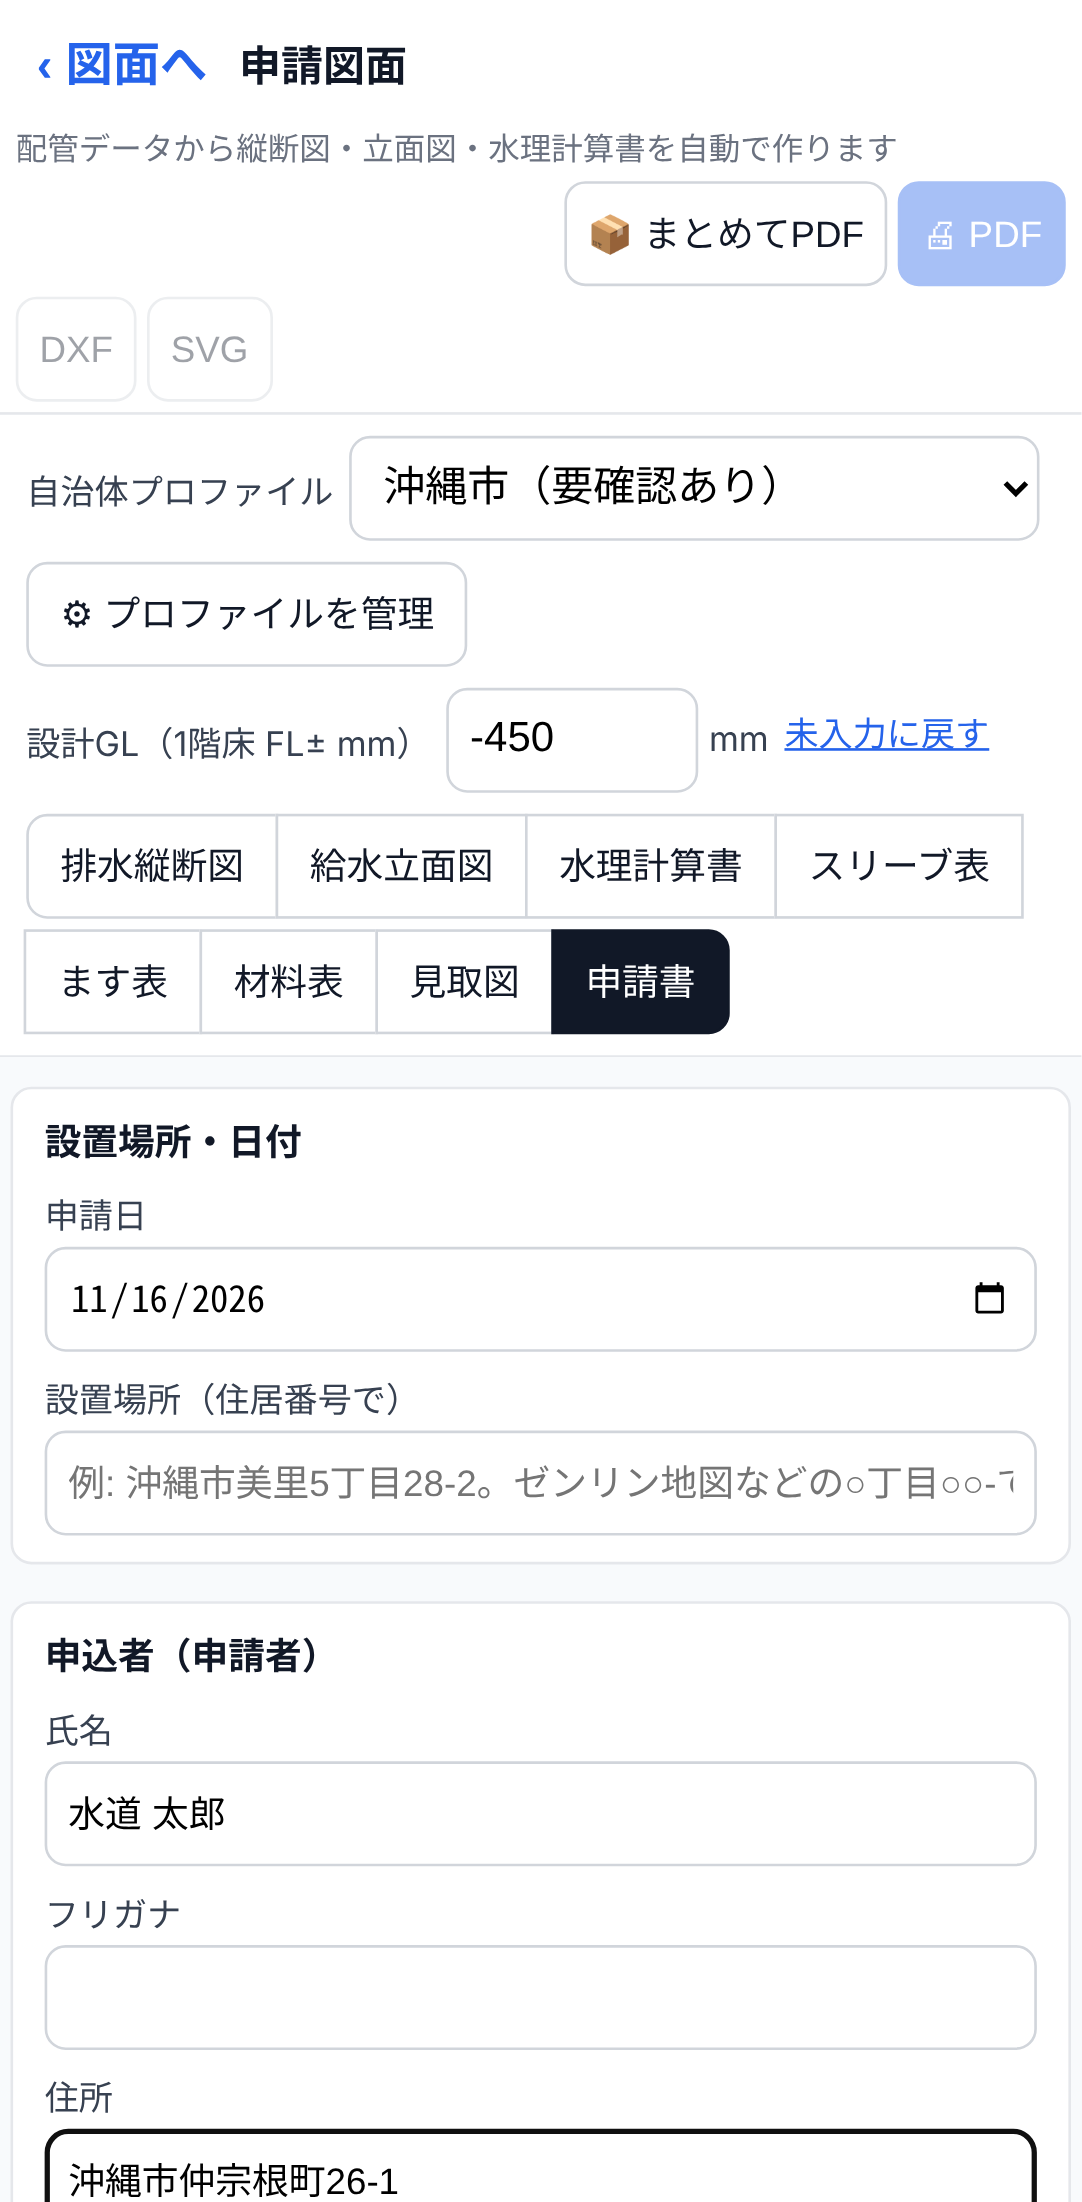 ‹ 図面へ 申請図面
配管データから縦断図・立面図・水理計算書を自動で作ります
📦 まとめてPDF 🖨 PDF
DXF SVG
自治体プロファイル 沖縄市（要確認あり）
⚙ プロファイルを管理
設計GL（1階床 FL± mm） -450 mm 未入力に戻す
排水縦断図 給水立面図 水理計算書 スリーブ表
ます表 材料表 見取図 申請書
設置場所・日付
申請日
11/16/2026
設置場所（住居番号で）
例: 沖縄市美里5丁目28-2。ゼンリン地図などの○丁目○○-
申込者（申請者）
氏名
水道 太郎
フリガナ
住所
沖縄市仲宗根町26-1